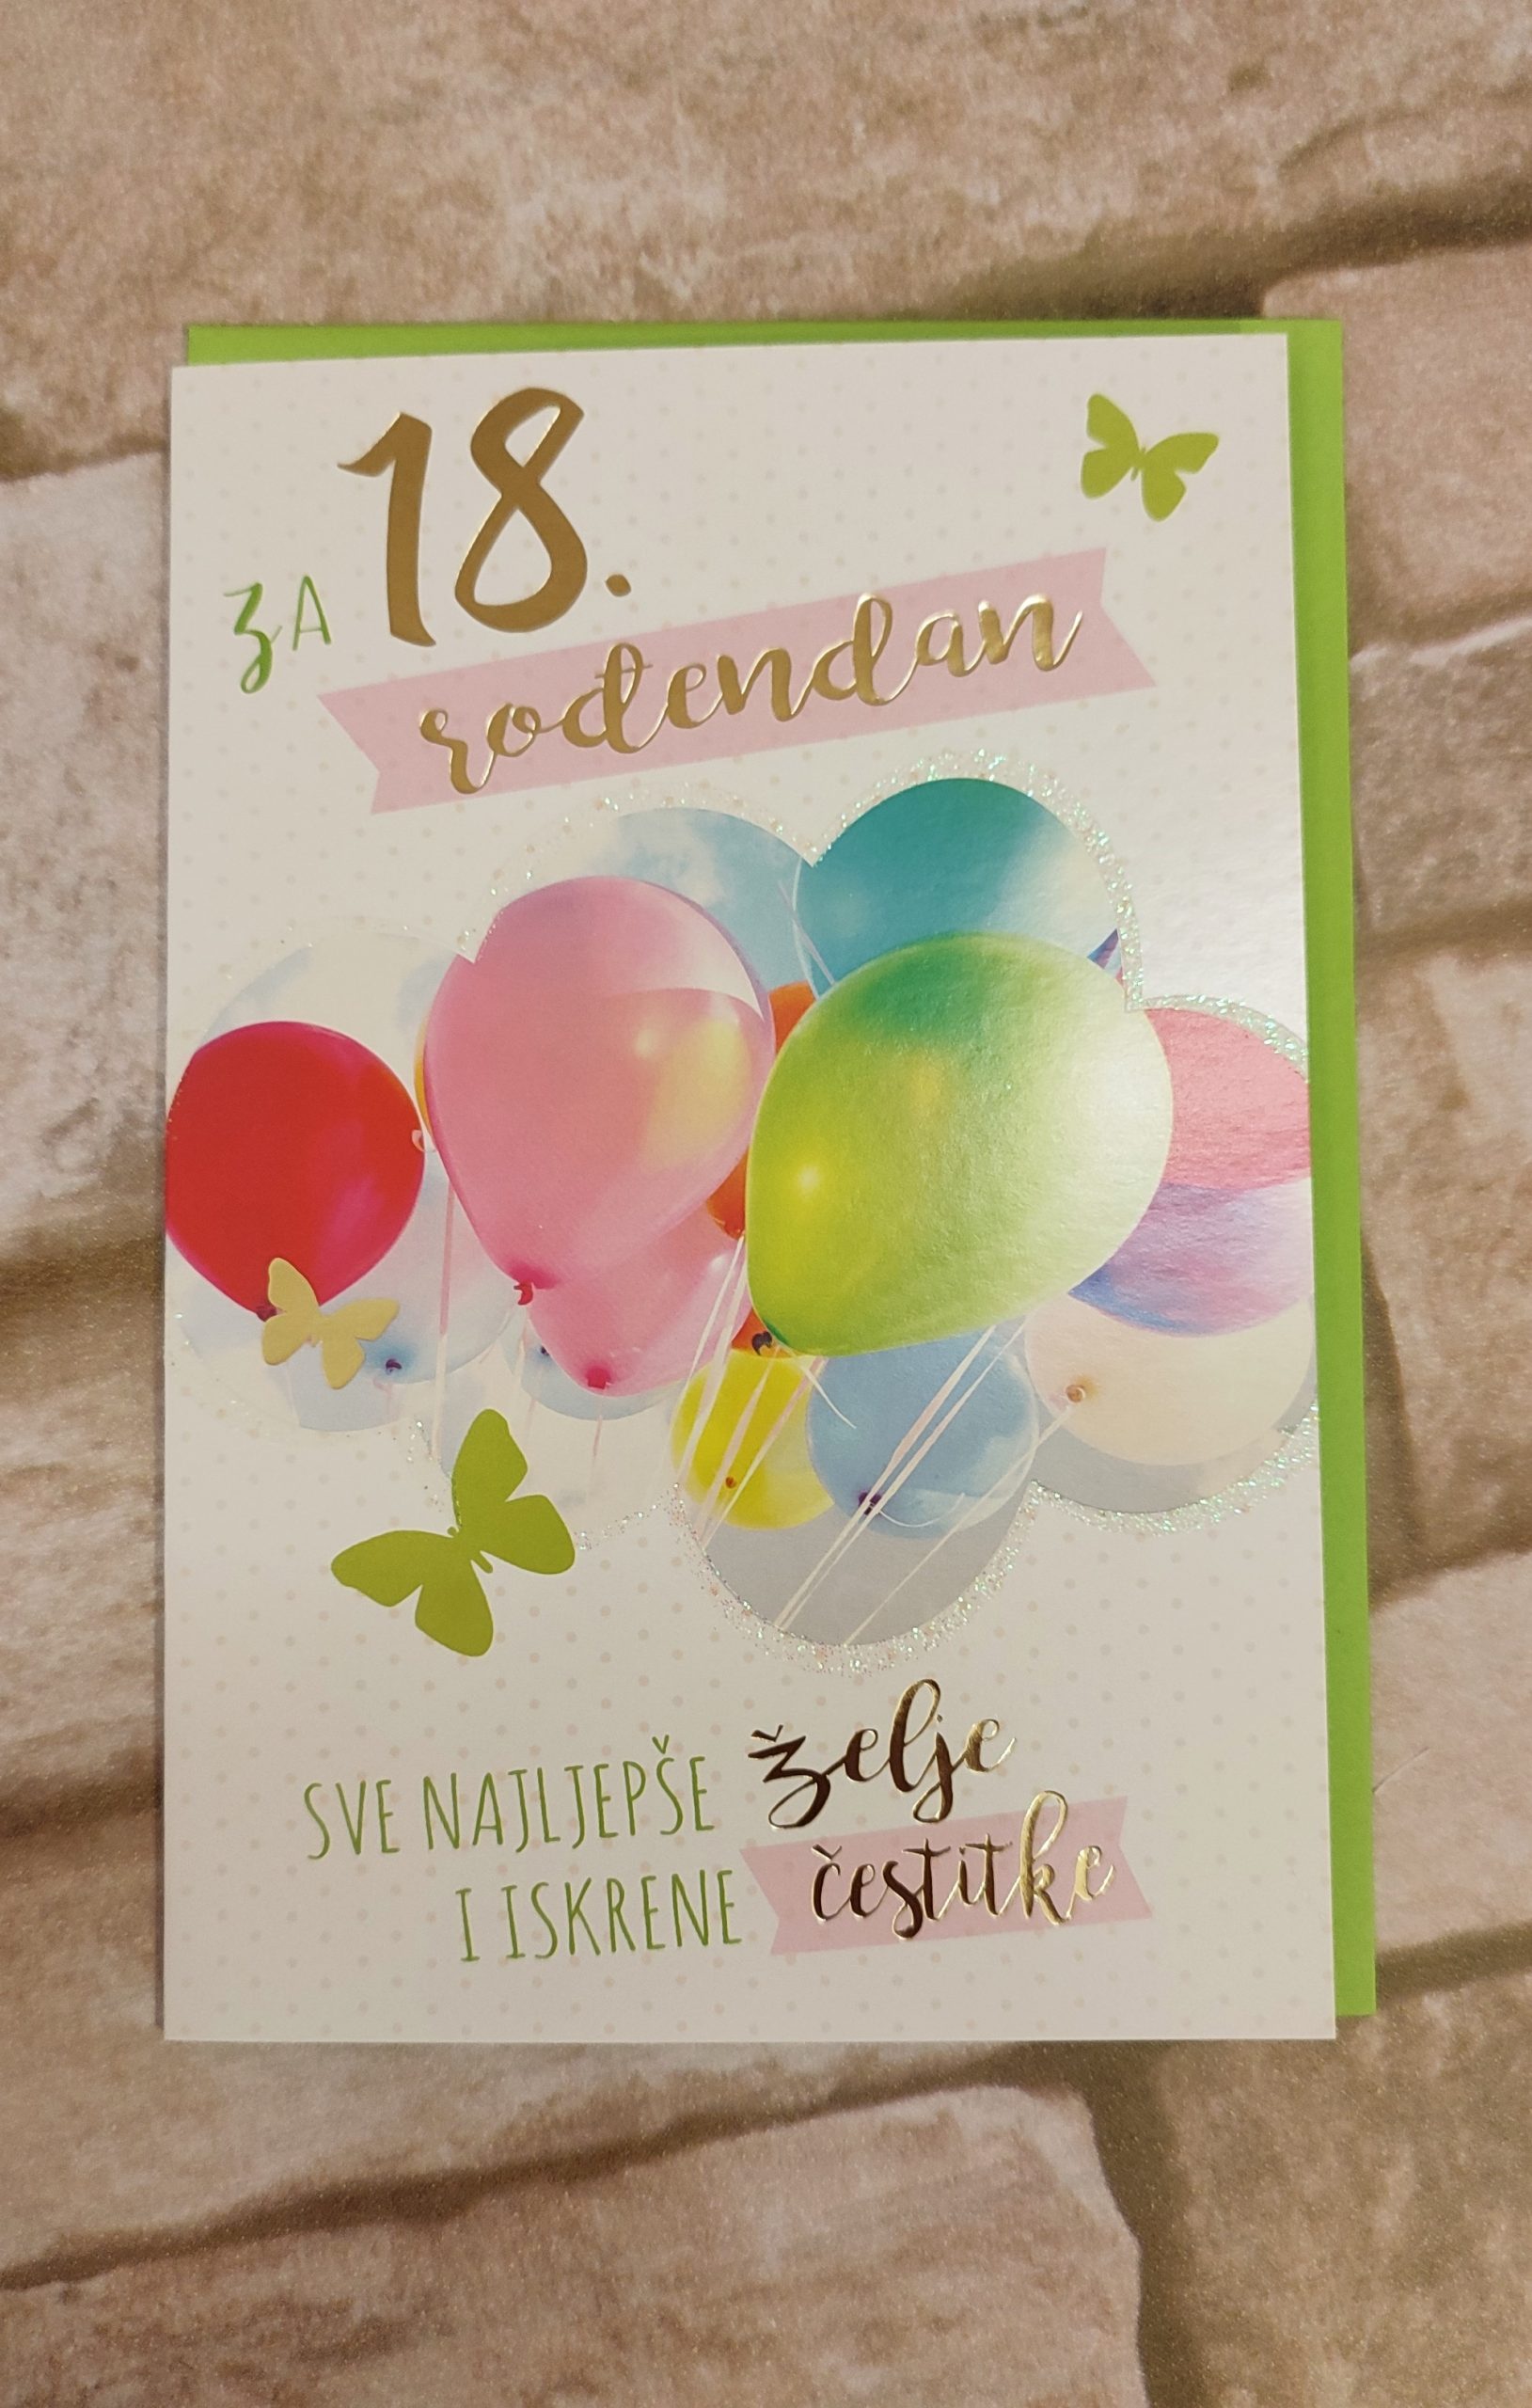 ZA 18.
rođendan
SVE NAJLJEPŠE želje
I ISKRENE čestitke